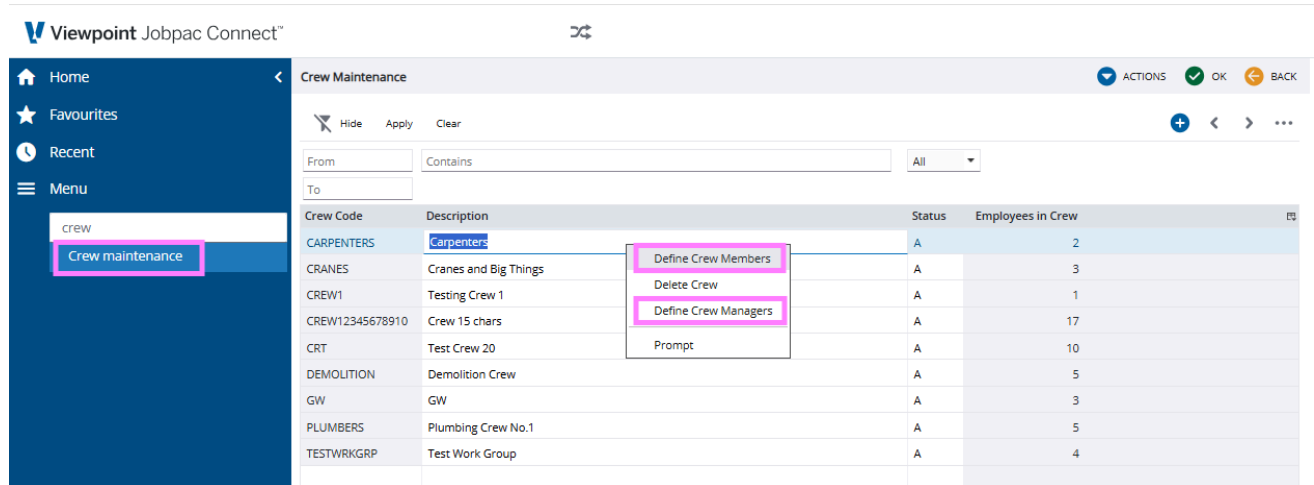 Viewpoint Jobpac Connect™
Home
Favourites
Recent
Menu
crew
Crew maintenance
Crew Maintenance
ACTIONS OK BACK
Hide Apply Clear
From Contains All
To
Crew Code Description Status Employees in Crew
CARPENTERS Carpenters A 2
CRANES Cranes and Big Things A 3
CREW1 Testing Crew 1 A 1
CREW12345678910 Crew 15 chars A 17
CRT Test Crew 20 A 10
DEMOLITION Demolition Crew A 5
GW GW A 3
PLUMBERS Plumbing Crew No.1 A 5
TESTWRKGRP Test Work Group A 4
Define Crew Members
Delete Crew
Define Crew Managers
Prompt